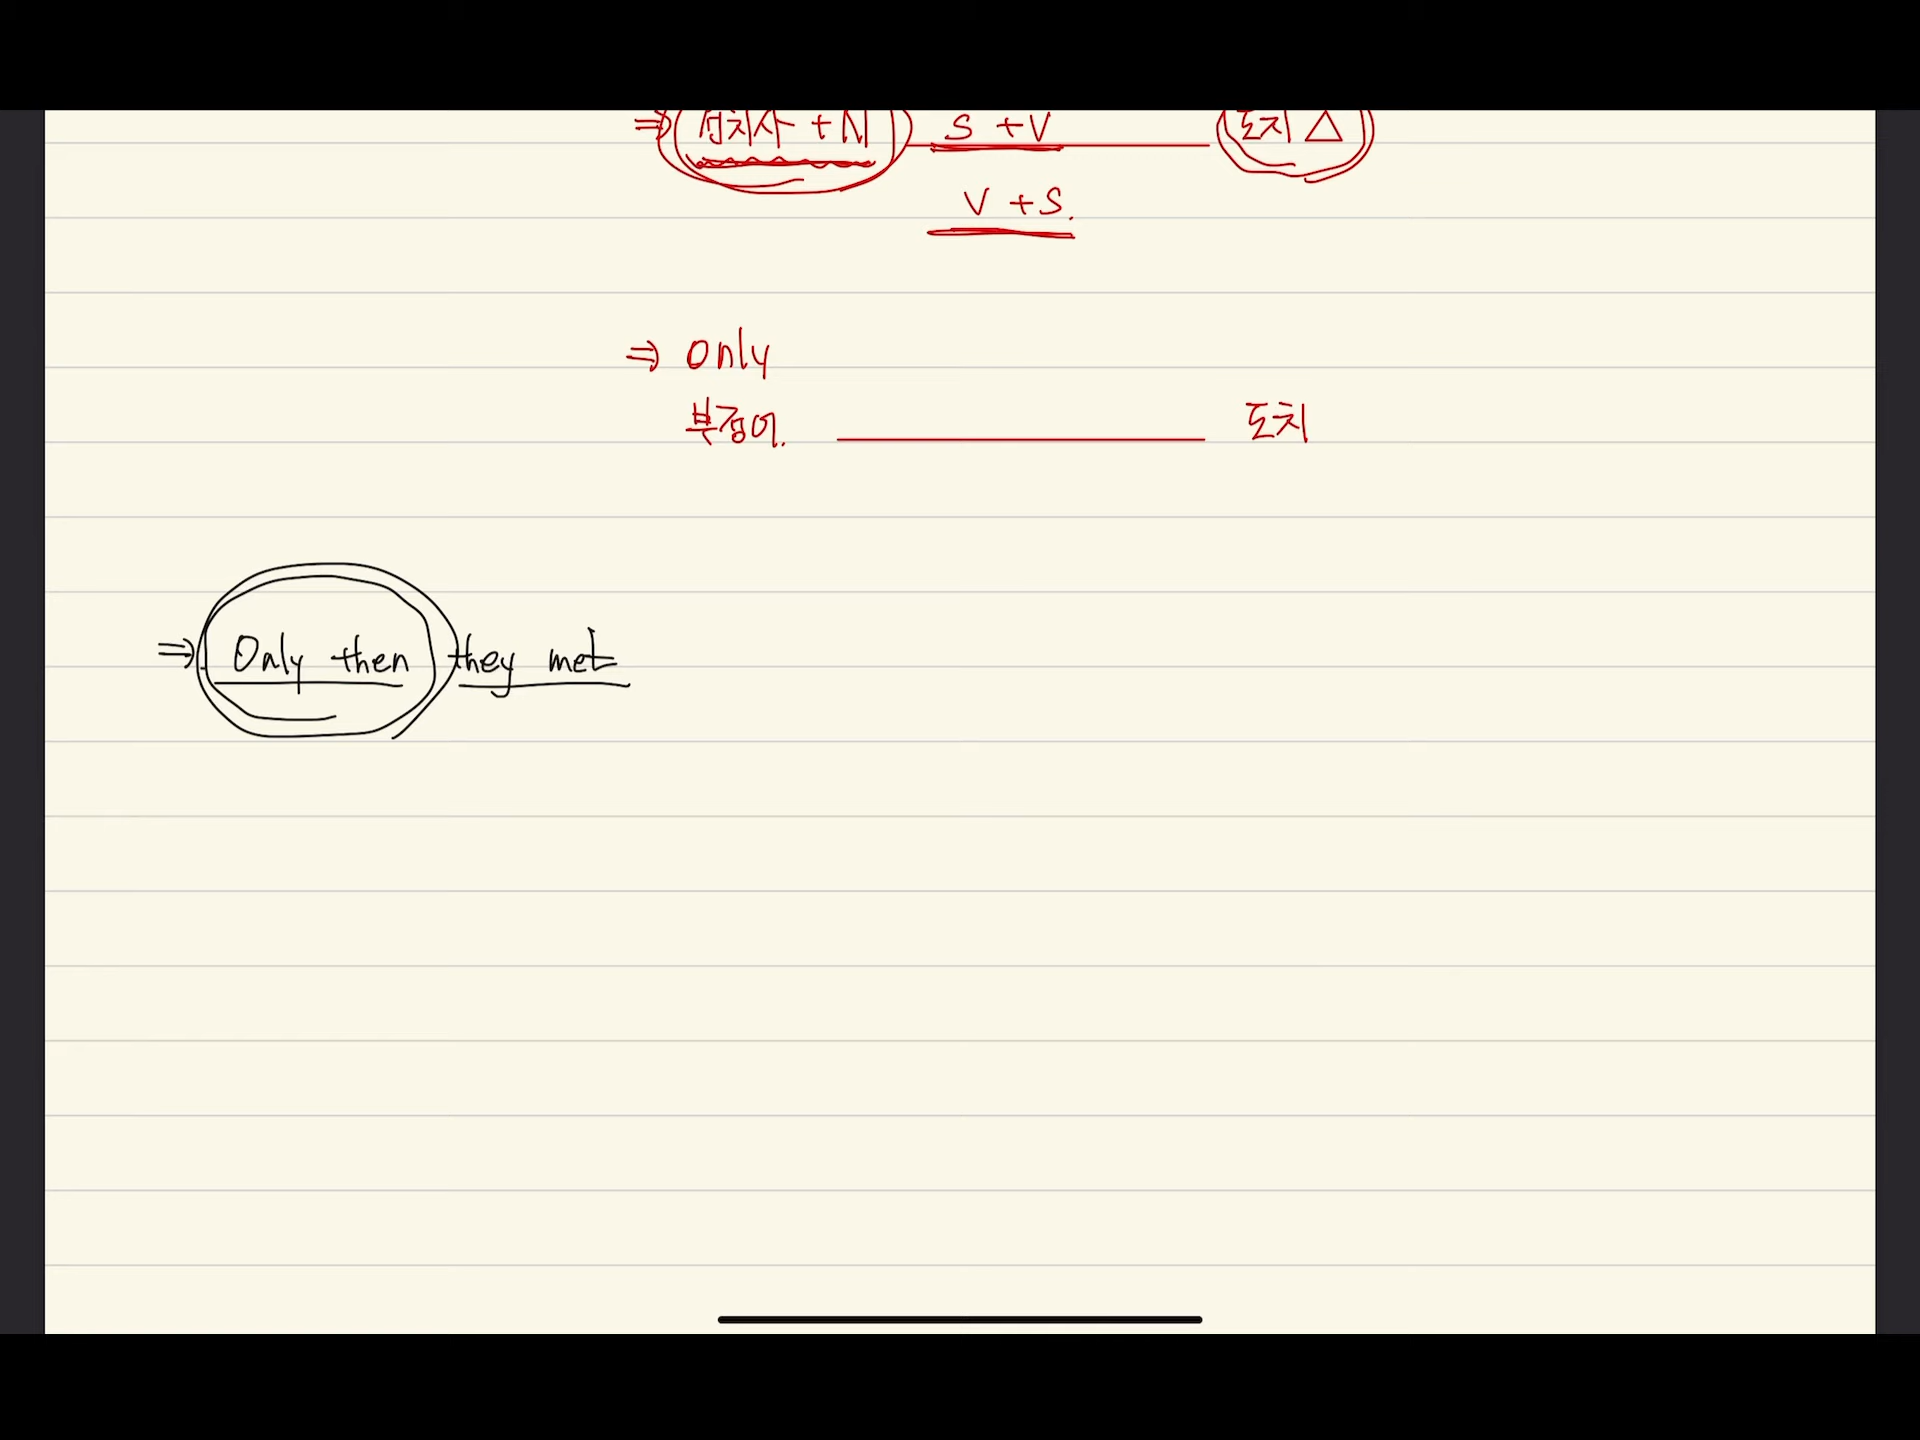 ⇒ 전치사 + N S + V 도치 △
V + S.
⇒ Only
부정어. 도치
⇒ Only then they met